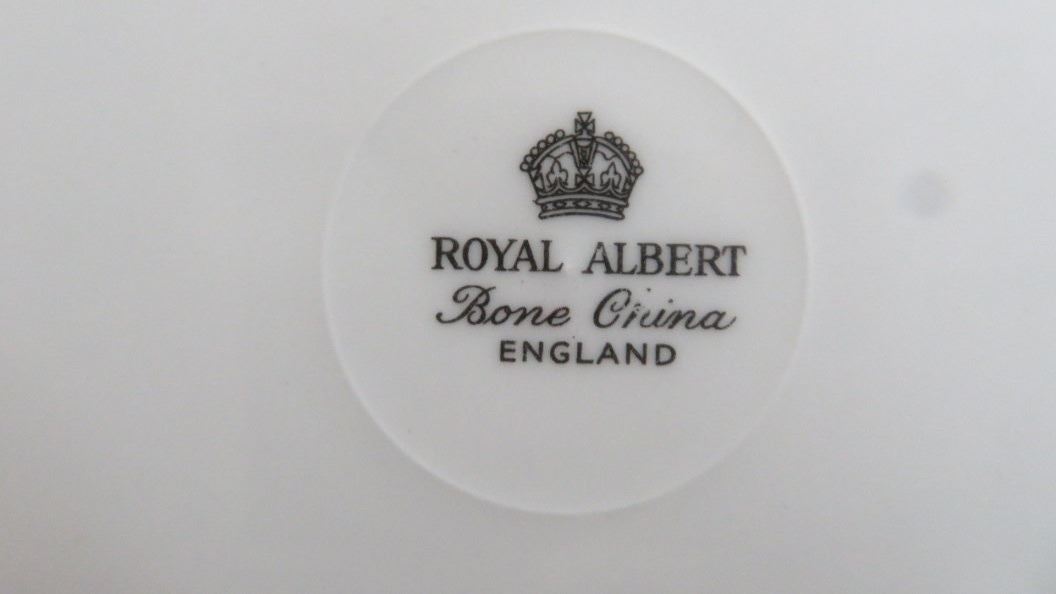 ROYAL ALBERT
Bone China
ENGLAND